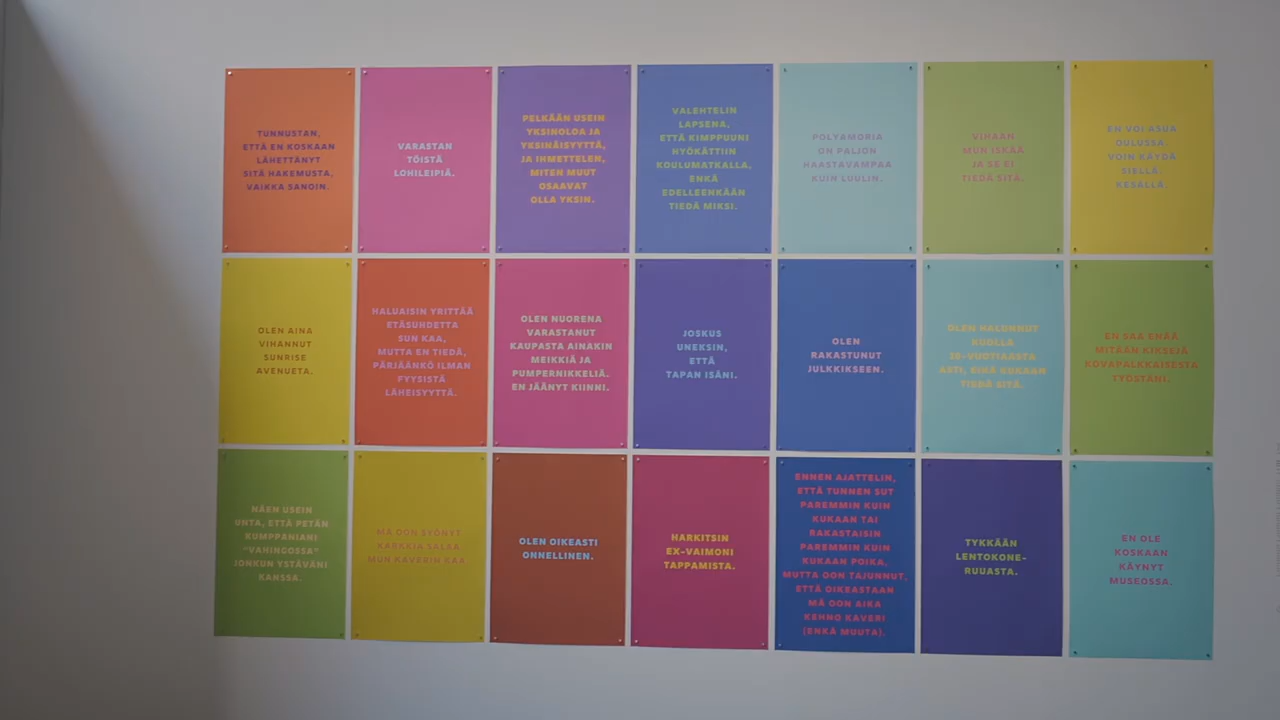 TUNNUSTAN,
ETTÄ EN KOSKAAN
LÄHETTÄNYT
SITÄ HAKEMUSTA,
VAIKKA SANOIN.
VARASTAN
TÖISTÄ
LOHILEIPIÄ.
PELKÄÄN USEIN
YKSINOLOA JA
YKSINÄISYYTTÄ,
JA IHMETTELEN,
MITEN MUUT
OSAAVAT
OLLA YKSIN.
VALEHTELIN
LAPSENA,
ETTÄ KIMPPUUNI
HYÖKÄTTIIN
KOULUMATKALLA,
ENKÄ
EDELLEENKÄÄN
TIEDÄ MIKSI.
POLYAMORIA
ON PALJON
HAASTAVAMPAA
KUIN LUULIN.
VIHAAN
MUN ISKÄÄ
JA SE EI
TIEDÄ SITÄ.
EN VOI ASUA
OULUSSA.
VOIN KÄYDÄ
SIELLÄ
KESÄLLÄ.
OLEN AINA
VIHANNUT
SUNRISE
AVENUETA.
HALUAISIN YRITTÄÄ
ETÄSUHDETTA
SUN KAA,
MUTTA EN TIEDÄ,
PÄRJÄÄNKÖ ILMAN
FYYSISTÄ
LÄHEISYYTTÄ.
OLEN NUORENA
VARASTANUT
KAUPASTA AINAKIN
MEIKKIÄ JA
PUMPERNIKKELIÄ.
EN JÄÄNYT KIINNI.
JOSKUS
UNEKSIN,
ETTÄ
TAPAN ISÄNI.
OLEN
RAKASTUNUT
JULKKIKSEEN.
OLEN HALUNNUT
KUOLLA
10-VUOTIAASTA
ASTI, EIKÄ KUKAAN
TIEDÄ SITÄ.
EN SAA ENÄÄ
MITÄÄN KIKSEJÄ
KOVAPALKKAISESTA
TYÖSTÄNI.
NÄEN USEIN
UNTA, ETTÄ PETÄN
KUMPPANIANI
"VAHINGOSSA"
JONKUN YSTÄVÄNI
KANSSA.
MÄ OON SYÖNYT
KARKKIA SALAA
MUN KAVERIN KAA.
OLEN OIKEASTI
ONNELLINEN.
HARKITSIN
EX-VAIMONI
TAPPAMISTA.
ENNEN AJATTELIN,
ETTÄ TUNNEN SUT
PAREMMIN KUIN
KUKAAN TAI
RAKASTAISIN
PAREMMIN KUIN
KUKAAN POIKA,
MUTTA OON TAJUNNUT,
ETTÄ OIKEASTAAN
MÄ OON AIKA
KEHNO KAVERI
(ENKÄ MUUTA).
TYKKÄÄN
LENTOKONE-
RUUASTA.
EN OLE
KOSKAAN
KÄYNYT
MUSEOSSA.